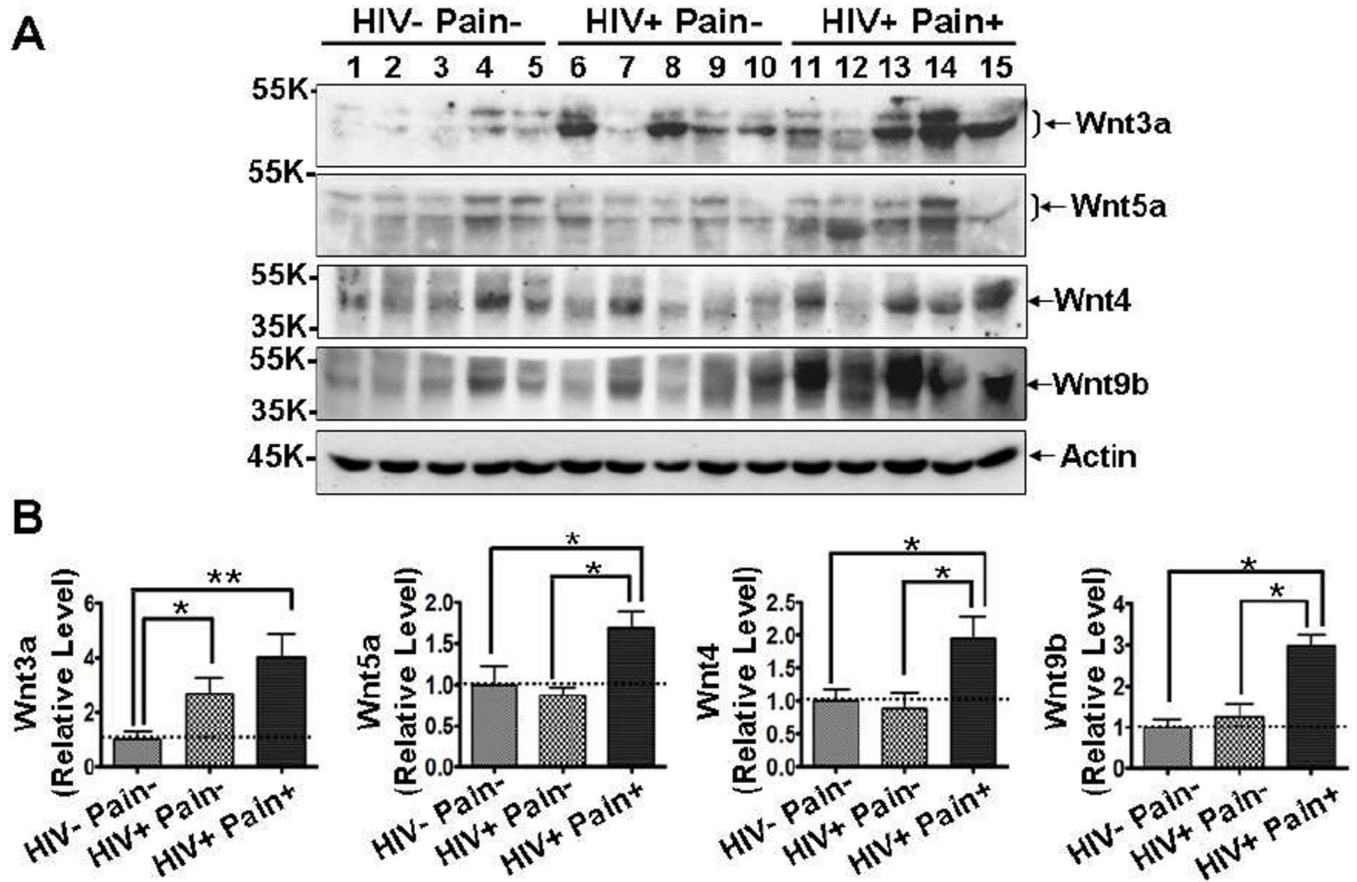 A
HIV- Pain- HIV+ Pain- HIV+ Pain+
1 2 3 4 5 6 7 8 9 10 11 12 13 14 15
55K
Wnt3a
55K
Wnt5a
55K
Wnt4
35K
55K
Wnt9b
35K
45K
Actin
B
Wnt3a
(Relative Level)
6
4
2
0
*
**
HIV- Pain-
HIV+ Pain-
HIV+ Pain+
Wnt5a
(Relative Level)
2.0
1.5
1.0
0.5
0.0
*
*
HIV- Pain-
HIV+ Pain-
HIV+ Pain+
Wnt4
(Relative Level)
2.5
2.0
1.5
1.0
0.5
0.0
*
*
HIV- Pain-
HIV+ Pain-
HIV+ Pain+
Wnt9b
(Relative Level)
4
3
2
1
0
*
*
HIV- Pain-
HIV+ Pain-
HIV+ Pain+